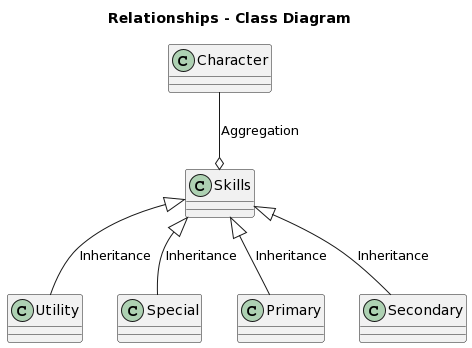 Relationships - Class Diagram
C Character
Aggregation
C Skills
Inheritance Inheritance Inheritance Inheritance
C Utility C Special C Primary C Secondary